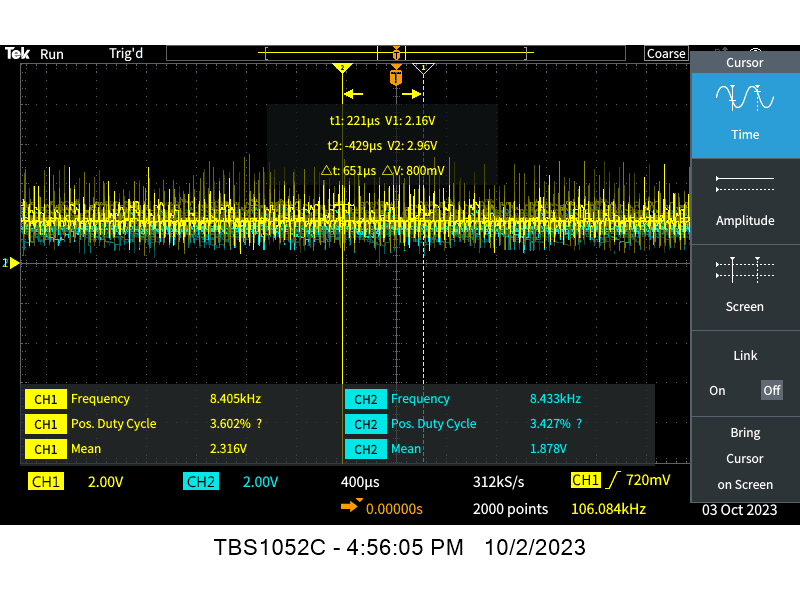 Tek Run Trig'd Coarse Cursor
2 T 1
T
t1: 221µs V1: 2.16V
t2: -429µs V2: 2.96V
△t: 651µs △V: 800mV
Time
Amplitude
Screen
Link
On Off
Bring
Cursor
on Screen
CH1 Frequency 8.405kHz CH2 Frequency 8.433kHz
CH1 Pos. Duty Cycle 3.602% ? CH2 Pos. Duty Cycle 3.427% ?
CH1 Mean 2.316V CH2 Mean 1.878V
CH1 2.00V CH2 2.00V 400µs 312kS/s CH1 720mV
0.00000s 2000 points 106.084kHz 03 Oct 2023
TBS1052C - 4:56:05 PM 10/2/2023